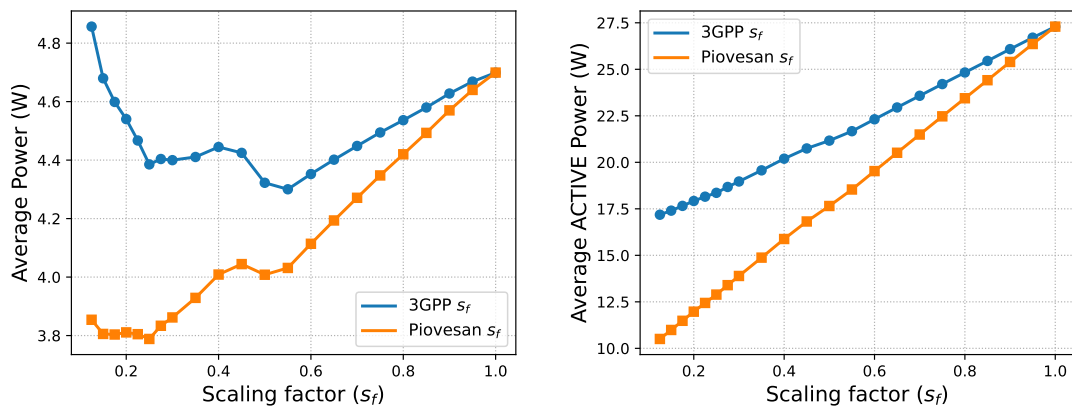 Average Power (W)
4.8
4.6
4.4
4.2
4.0
3.8
0.2 0.4 0.6 0.8 1.0
Scaling factor (s_f)
3GPP s_f
Piovesan s_f
Average ACTIVE Power (W)
27.5
25.0
22.5
20.0
17.5
15.0
12.5
10.0
0.2 0.4 0.6 0.8 1.0
Scaling factor (s_f)
3GPP s_f
Piovesan s_f